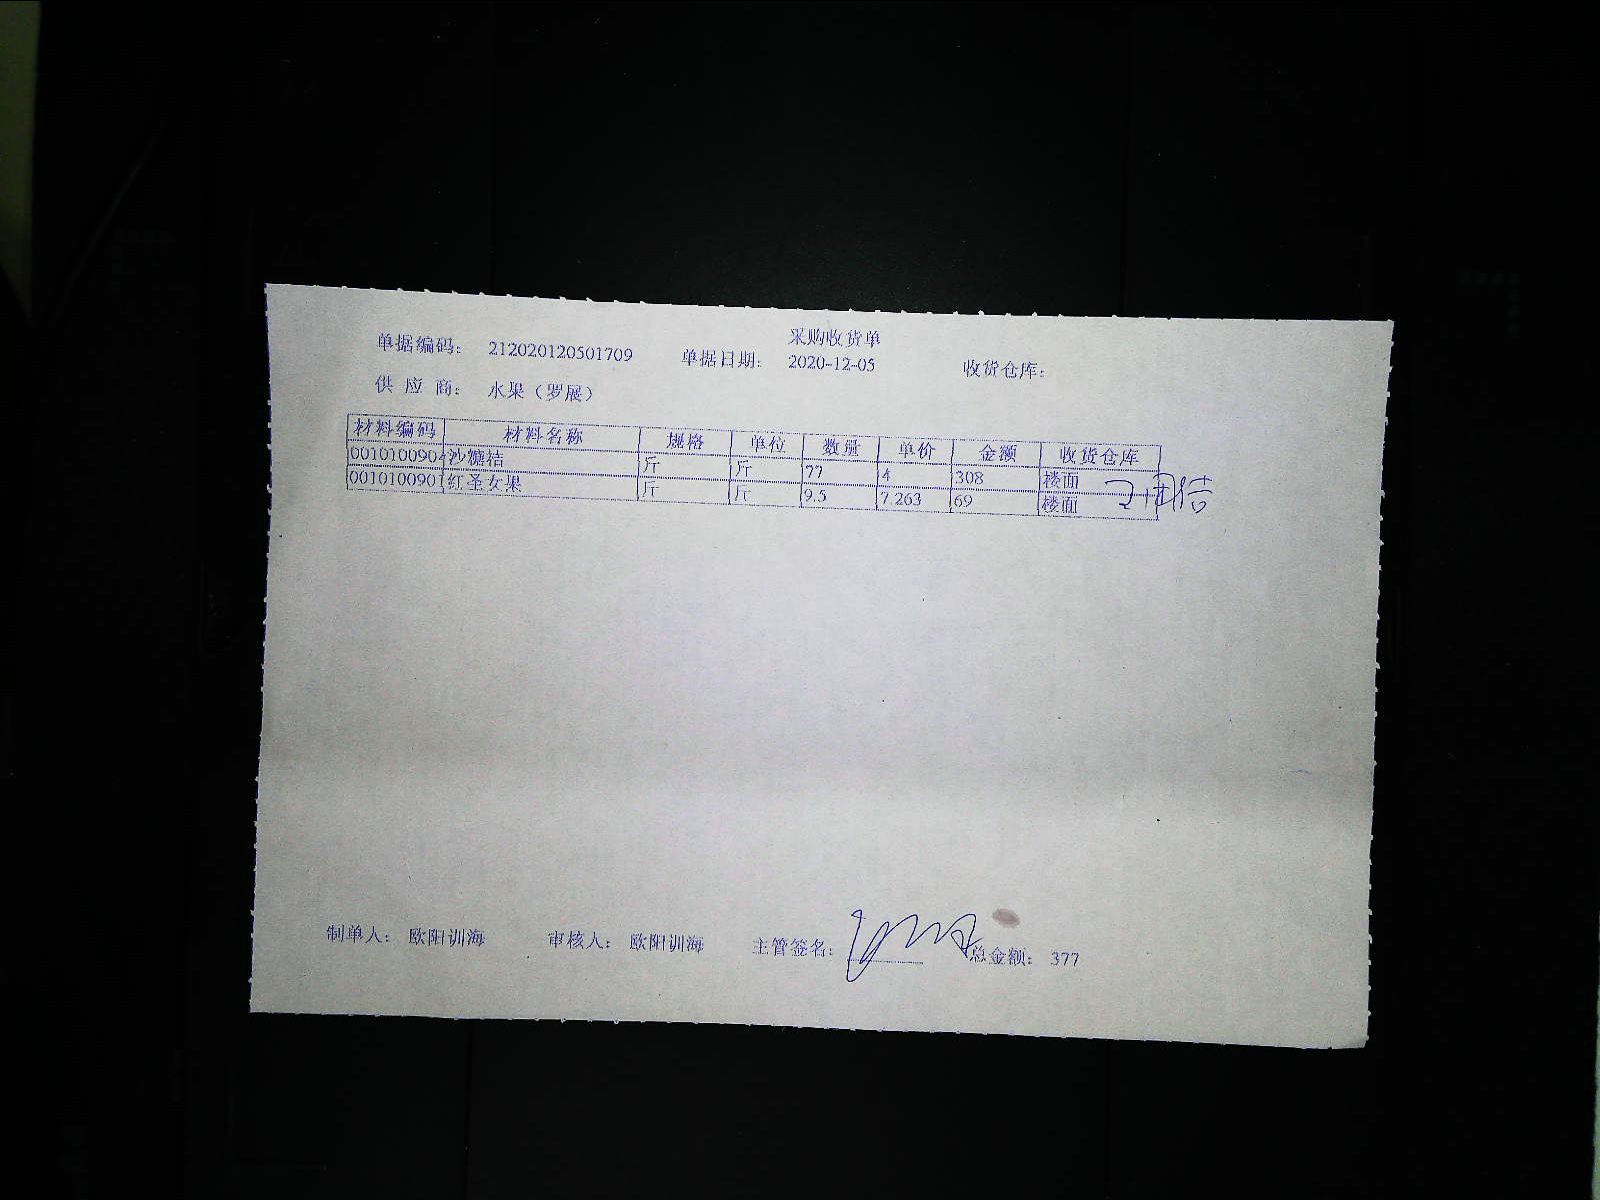 采购收货单
单据编码： 212020120501709 单据日期： 2020-12-05 收货仓库：
供 应 商： 水果（罗展）
材料编码 材料名称 规格 单位 数量 单价 金额 收货仓库
001010090 沙糖桔 斤 斤 77 4 308 楼面
0010100901 红圣女果 斤 斤 9.5 7.263 69 楼面
制单人： 欧阳训海 审核人： 欧阳训海 主管签名： 总金额： 377